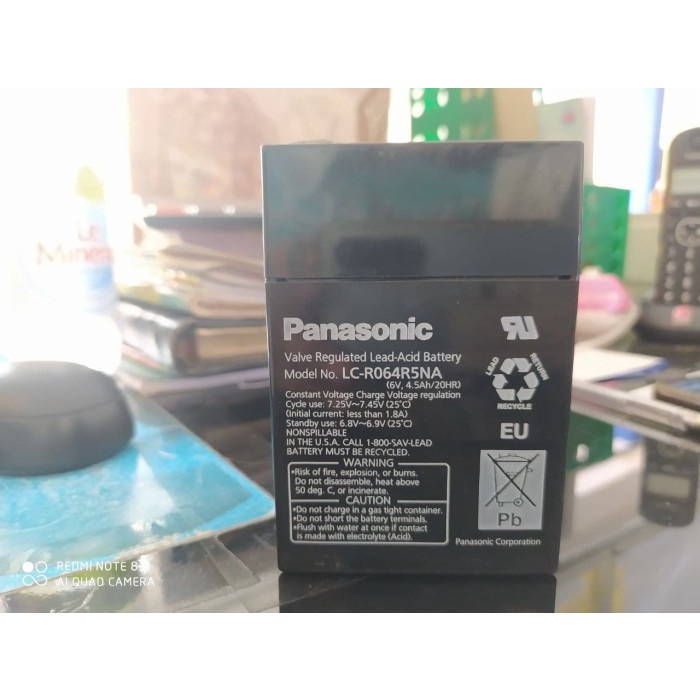 Panasonic
Valve Regulated Lead-Acid Battery
Model No. LC-R064R5NA
(6V, 4.5Ah/20HR)
Constant Voltage Charge Voltage regulation
Cycle use: 7.25V~7.45V (25℃)
(Initial current: less than 1.8A)
Standby use: 6.8V~6.9V (25℃)
NONSPILLABLE
IN THE U.S.A. CALL 1-800-SAV-LEAD
BATTERY MUST BE RECYCLED.
WARNING
•Risk of fire, explosion, or burns.
Do not disassemble, heat above
50 deg. C, or incinerate.
CAUTION
•Do not charge in a gas tight container.
•Do not short the battery terminals.
•Flush with water at once if contact
is made with electrolyte (Acid).
LEAD
RETURN
RECYCLE
EU
Pb
Panasonic Corporation
REDMI NOTE 8
AI QUAD CAMERA